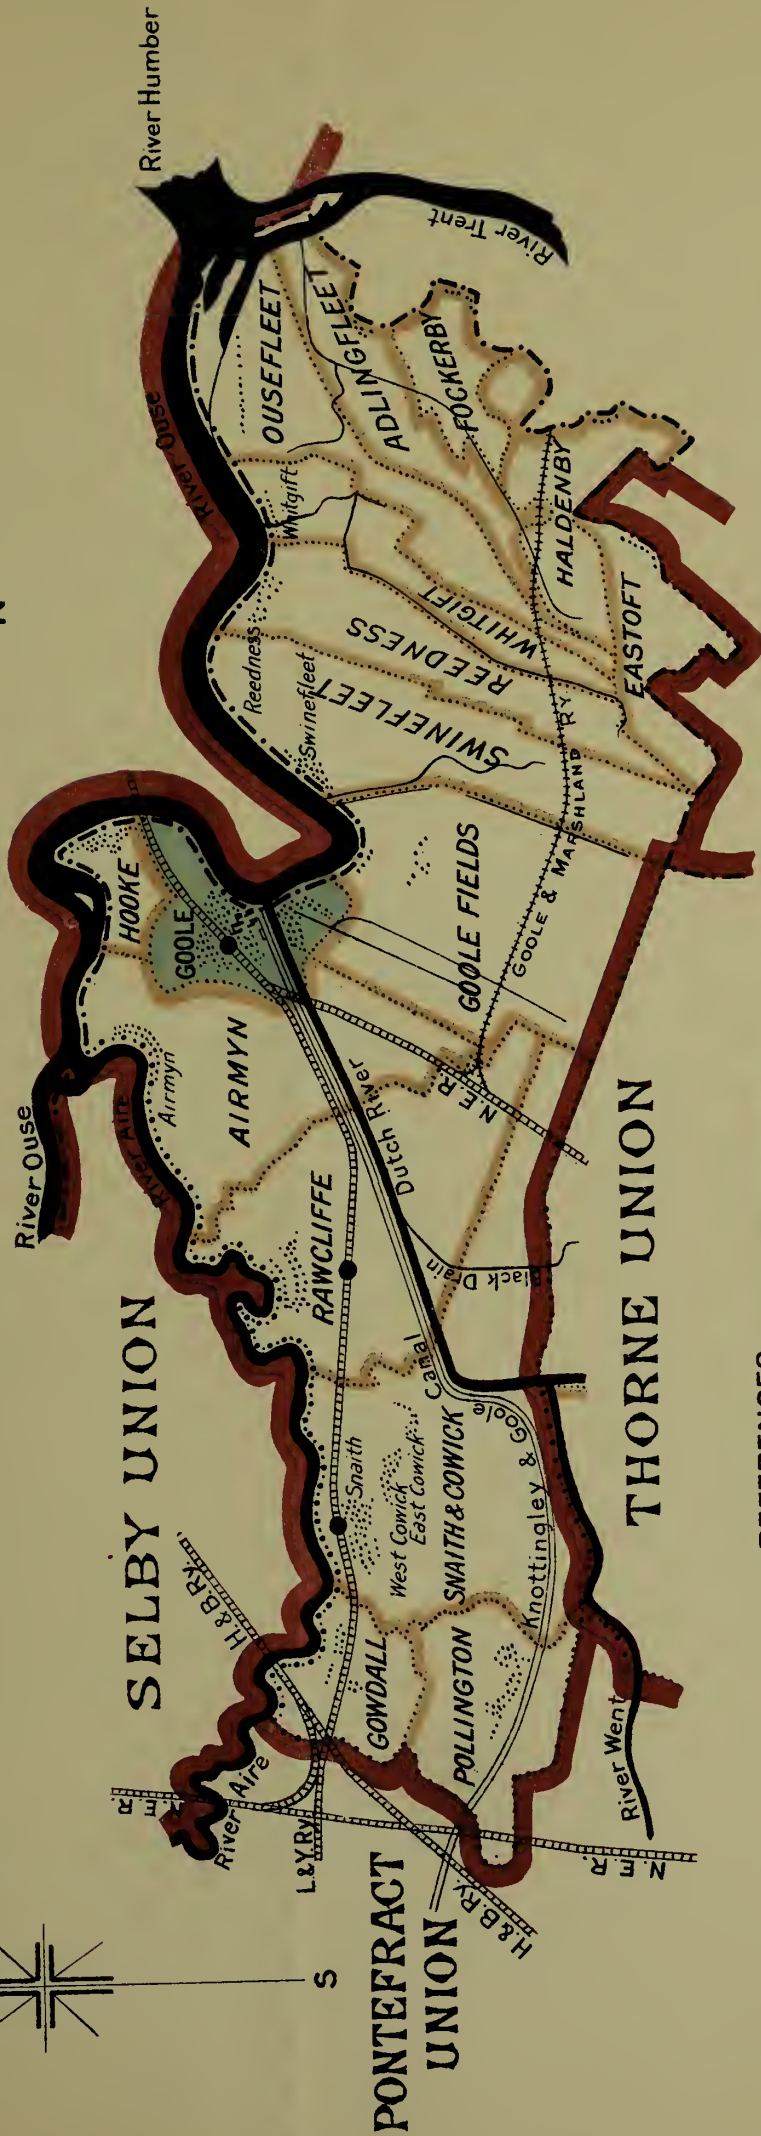 River Humber
River Trent
River Ouse
OUSEFLEET
ADLINGFLEET
FOCKERBY
HALDENBY
EASTOFT
Whitgift
WHITGIFT
REEDNESS
Reedness
SWINEFLEET
Swinefleet
GOOLE & MARSHLAND RY
GOOLE FIELDS
HOOKE
GOOLE
AIRMYN
Airmyn
River Ouse
River Aire
N.E.R.
Dutch River
RAWCLIFFE
Black Drain
SELBY UNION
THORNE UNION
Snaith
West Cowick
East Cowick
SNAITH & COWICK
Knottingley & Goole Canal
H.&B.Ry.
GOWDALL
POLLINGTON
River Went
River Aire
N.E.R.
L.&Y.Ry.
N.E.R.
H.&B.Ry.
PONTEFRACT
UNION
S